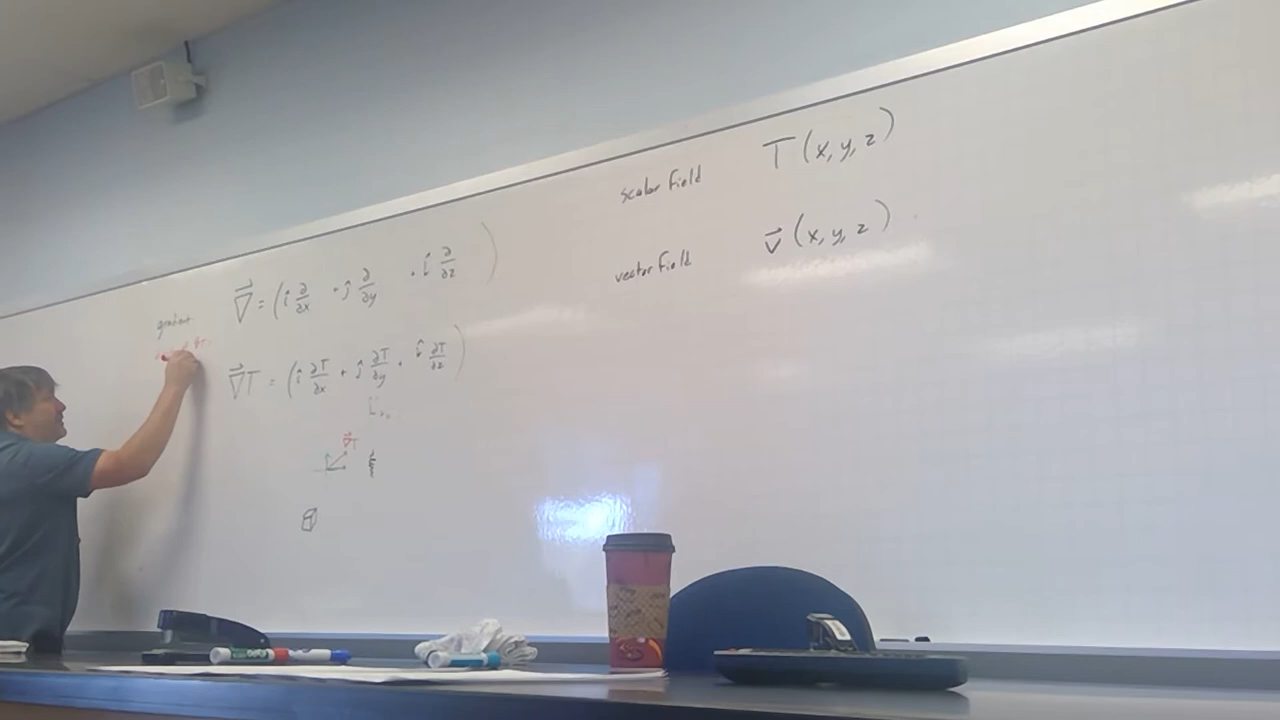 scalar field T(x, y, z)
vector field v⃗(x, y, z)
∇⃗ = (î ∂/∂x + ĵ ∂/∂y + k̂ ∂/∂z)
gradient
∇⃗T = (î ∂T/∂x + ĵ ∂T/∂y + k̂ ∂T/∂z)
∇⃗T